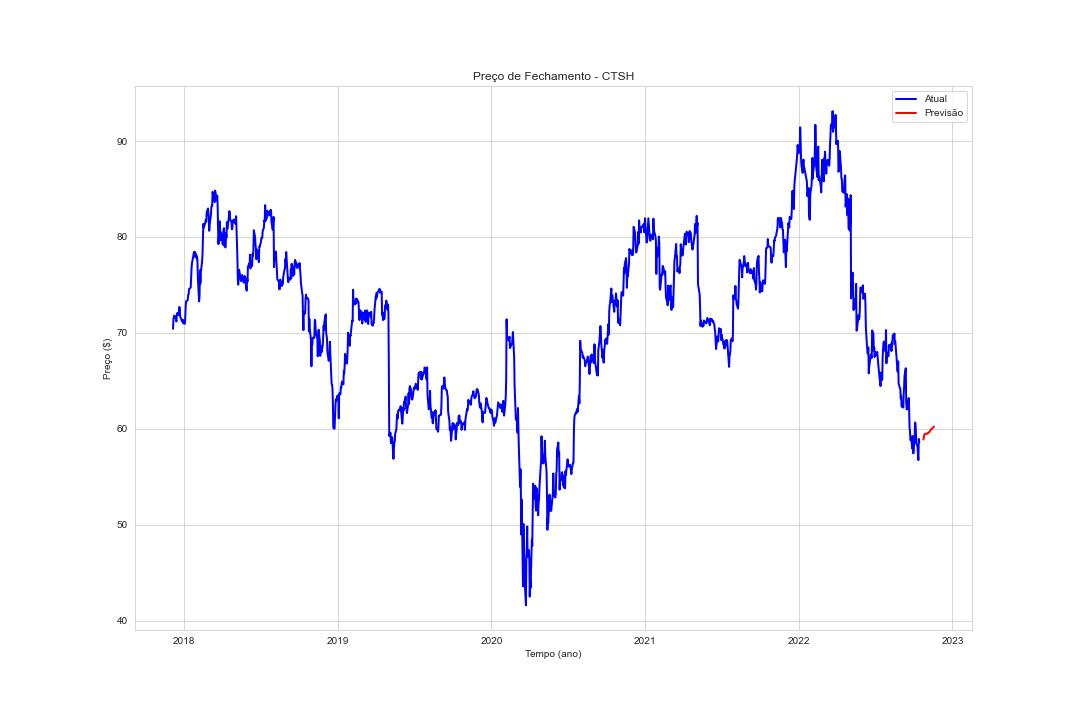 Preço de Fechamento - CTSH
Atual
Previsão
90
80
70
60
50
40
Preço ($)
2018 2019 2020 2021 2022 2023
Tempo (ano)